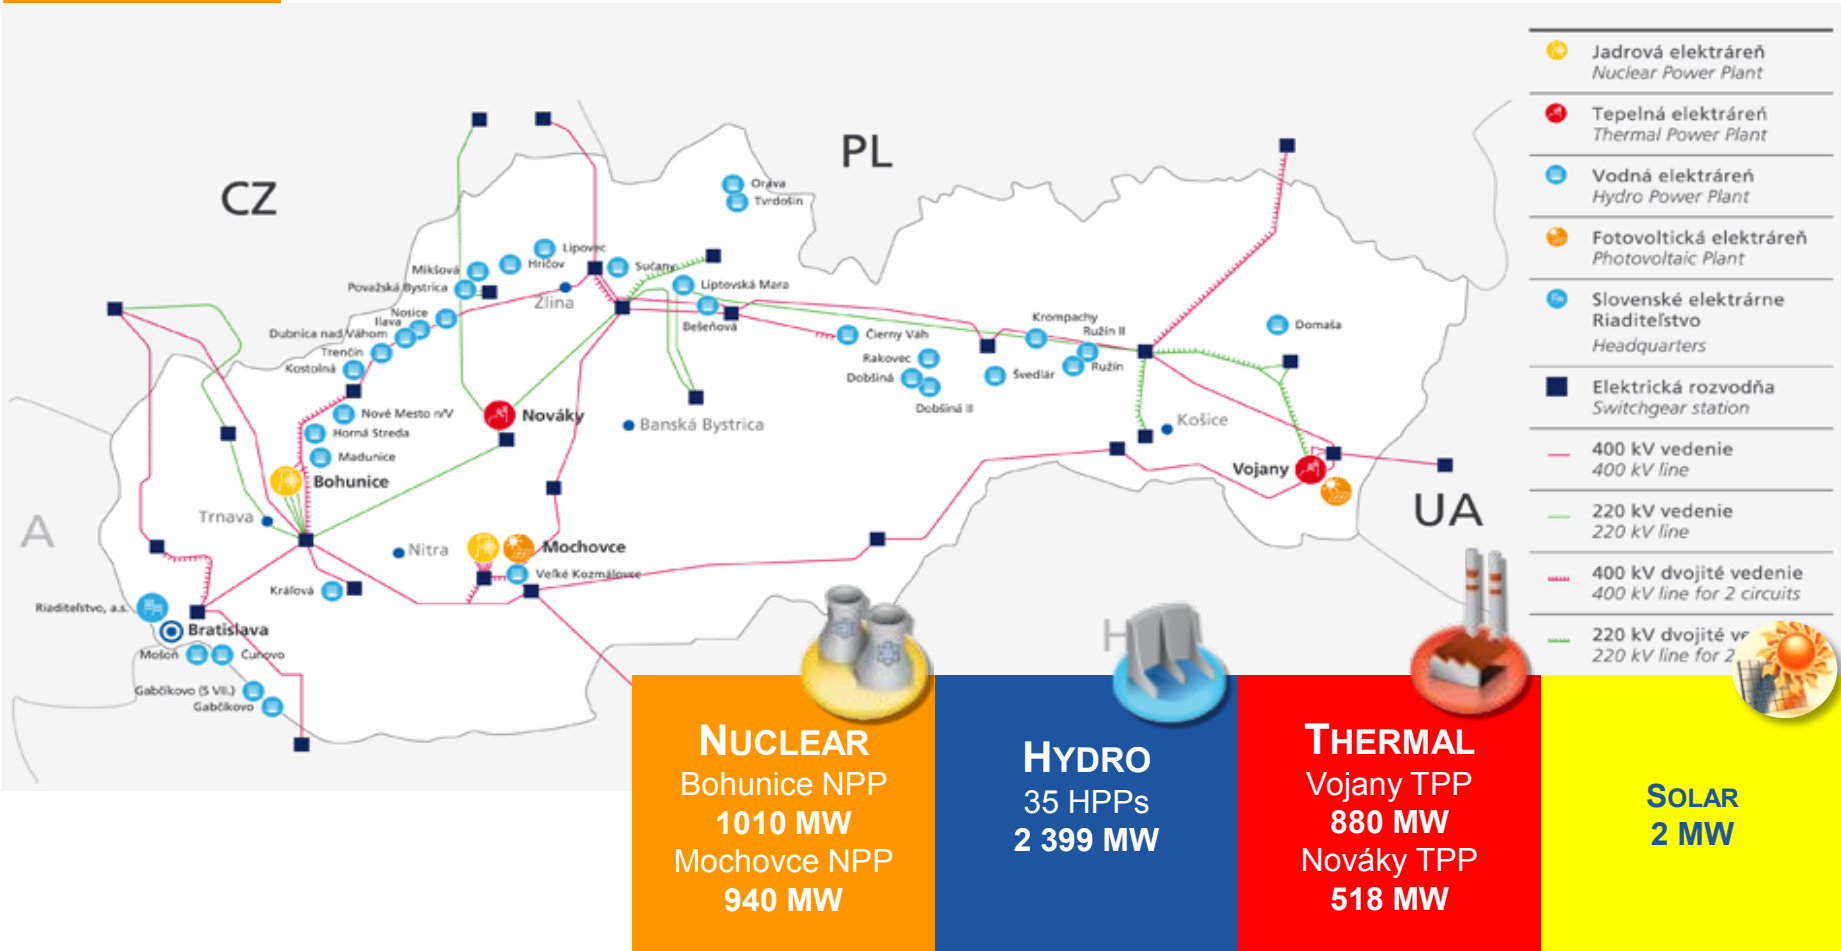 CZ
PL
A
UA
H
Orava
Tvrdošín
Lipovec
Hričov
Mikšová
Sučany
Považská Bystrica
Žilina
Liptovská Mara
Nosice
Ilava
Dubnica nad Váhom
Bešeňová
Čierny Váh
Krompachy
Ružín II
Domaša
Trenčín
Rakovec
Kostolná
Dobšiná
Švedlár
Ružín
Dobšiná II
Nové Mesto n/V
Nováky
Banská Bystrica
Košice
Horná Streda
Madunice
Vojany
Bohunice
Trnava
Nitra
Mochovce
Veľké Kozmálovce
Kráľová
Riaditeľstvo, a.s.
Bratislava
Mošoň
Čunovo
Gabčíkovo (S VII.)
Gabčíkovo
Jadrová elektráreň
Nuclear Power Plant
Tepelná elektráreň
Thermal Power Plant
Vodná elektráreň
Hydro Power Plant
Fotovoltická elektráreň
Photovoltaic Plant
Slovenské elektrárne
Riaditeľstvo
Headquarters
Elektrická rozvodňa
Switchgear station
400 kV vedenie
400 kV line
220 kV vedenie
220 kV line
400 kV dvojité vedenie
400 kV line for 2 circuits
220 kV dvojité ve
220 kV line for 2
NUCLEAR
Bohunice NPP
1010 MW
Mochovce NPP
940 MW
HYDRO
35 HPPs
2 399 MW
THERMAL
Vojany TPP
880 MW
Nováky TPP
518 MW
SOLAR
2 MW